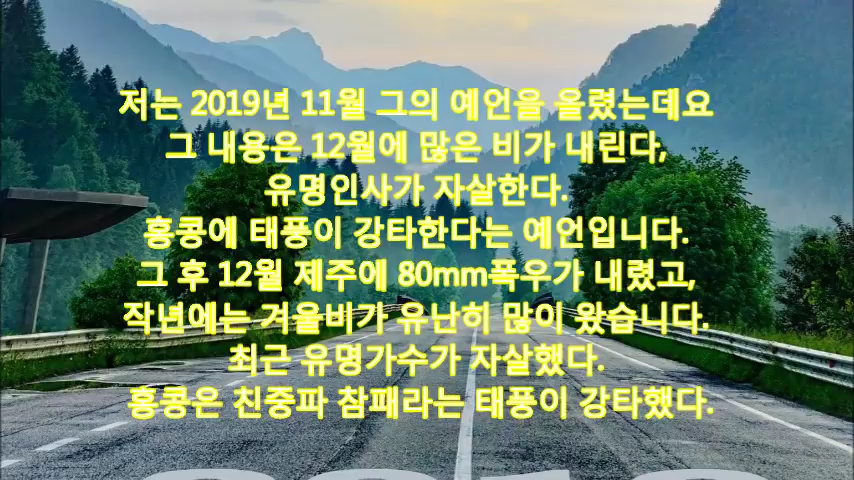 저는 2019년 11월 그의 예언을 올렸는데요
그 내용은 12월에 많은 비가 내린다,
유명인사가 자살한다.
홍콩에 태풍이 강타한다는 예언입니다.
그 후 12월 제주에 80mm폭우가 내렸고,
작년에는 겨울비가 유난히 많이 왔습니다.
최근 유명가수가 자살했다.
홍콩은 친중파 참패라는 태풍이 강타했다.